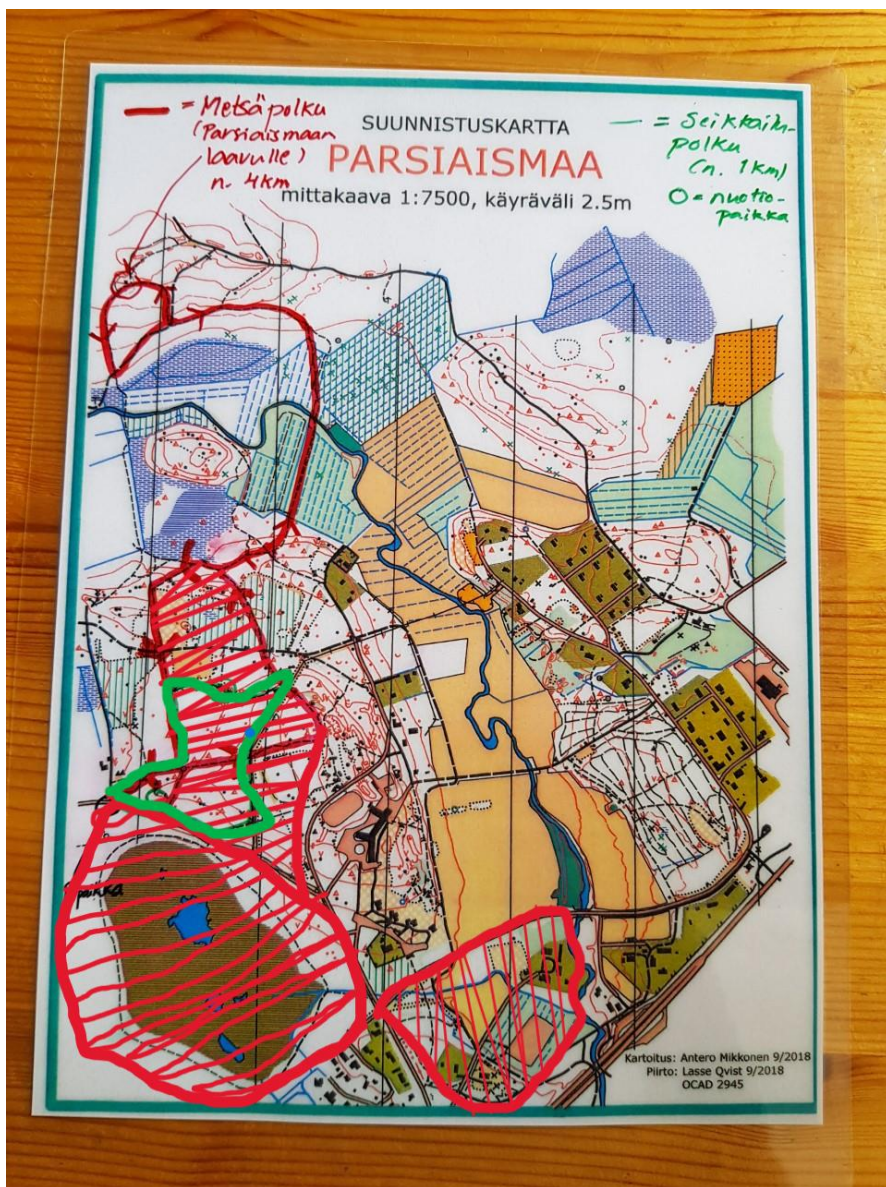 = Metsäpolku
(Parsiaismaan
laavulle)
n. 4km
SUUNNISTUSKARTTA
PARSIAISMAA
mittakaava 1:7500, käyräväli 2.5m
= Seikkailu-
polku
(n. 1km)
O = nuotio-
paikka
paikka
Kartoitus: Antero Mikkonen 9/2018
Piirto: Lasse Qvist 9/2018
OCAD 2945